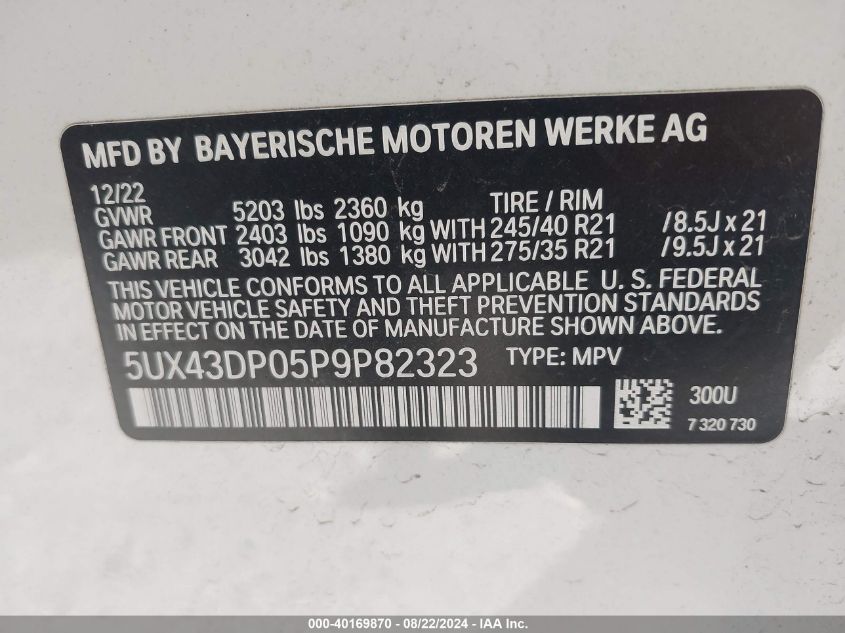 MFD BY BAYERISCHE MOTOREN WERKE AG
12/22
GVWR 5203 lbs 2360 kg TIRE / RIM
GAWR FRONT 2403 lbs 1090 kg WITH 245/40 R21 /8.5J x 21
GAWR REAR 3042 lbs 1380 kg WITH 275/35 R21 /9.5J x 21
THIS VEHICLE CONFORMS TO ALL APPLICABLE U. S. FEDERAL
MOTOR VEHICLE SAFETY AND THEFT PREVENTION STANDARDS
IN EFFECT ON THE DATE OF MANUFACTURE SHOWN ABOVE.
5UX43DP05P9P82323 TYPE: MPV
300U
7 320 730
000-40169870 - 08/22/2024 - IAA Inc.